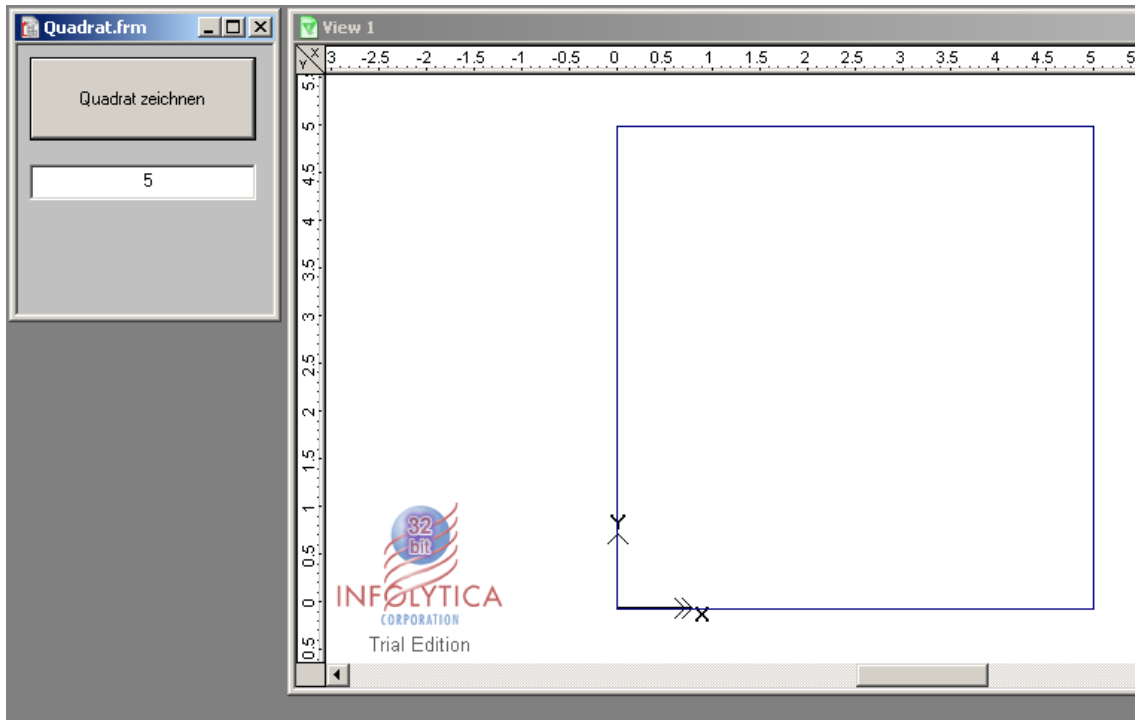 Quadrat.frm
Quadrat zeichnen
5
View 1
X
Y
3 -2.5 -2 -1.5 -1 -0.5 0 0.5 1 1.5 2 2.5 3 3.5 4 4.5 5 5
5.
5
4.5
4
3.5
3
2.5
2
1.5
1
0.5
0
0.5
Y
X
32
bit
INFOLYTICA
CORPORATION
Trial Edition